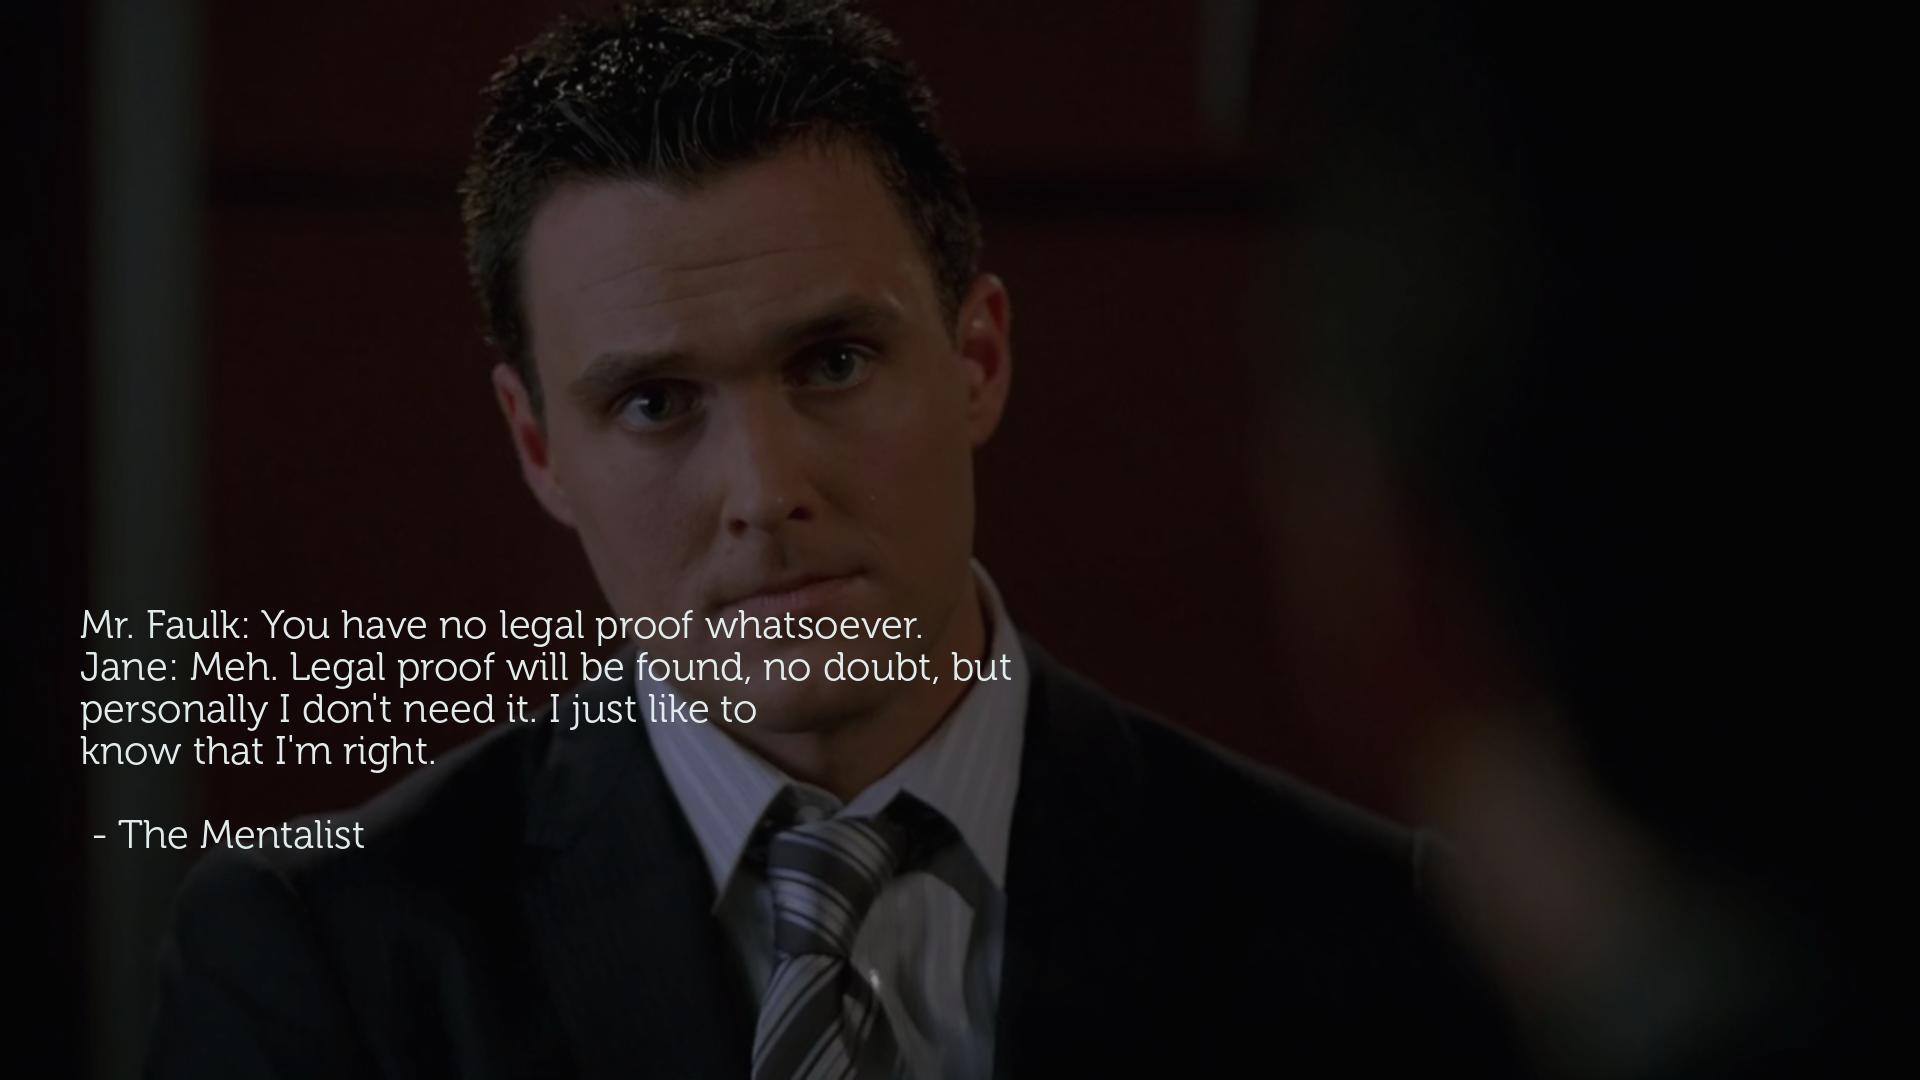 Mr. Faulk: You have no legal proof whatsoever.
Jane: Meh. Legal proof will be found, no doubt, but
personally I don't need it. I just like to
know that I'm right.
- The Mentalist